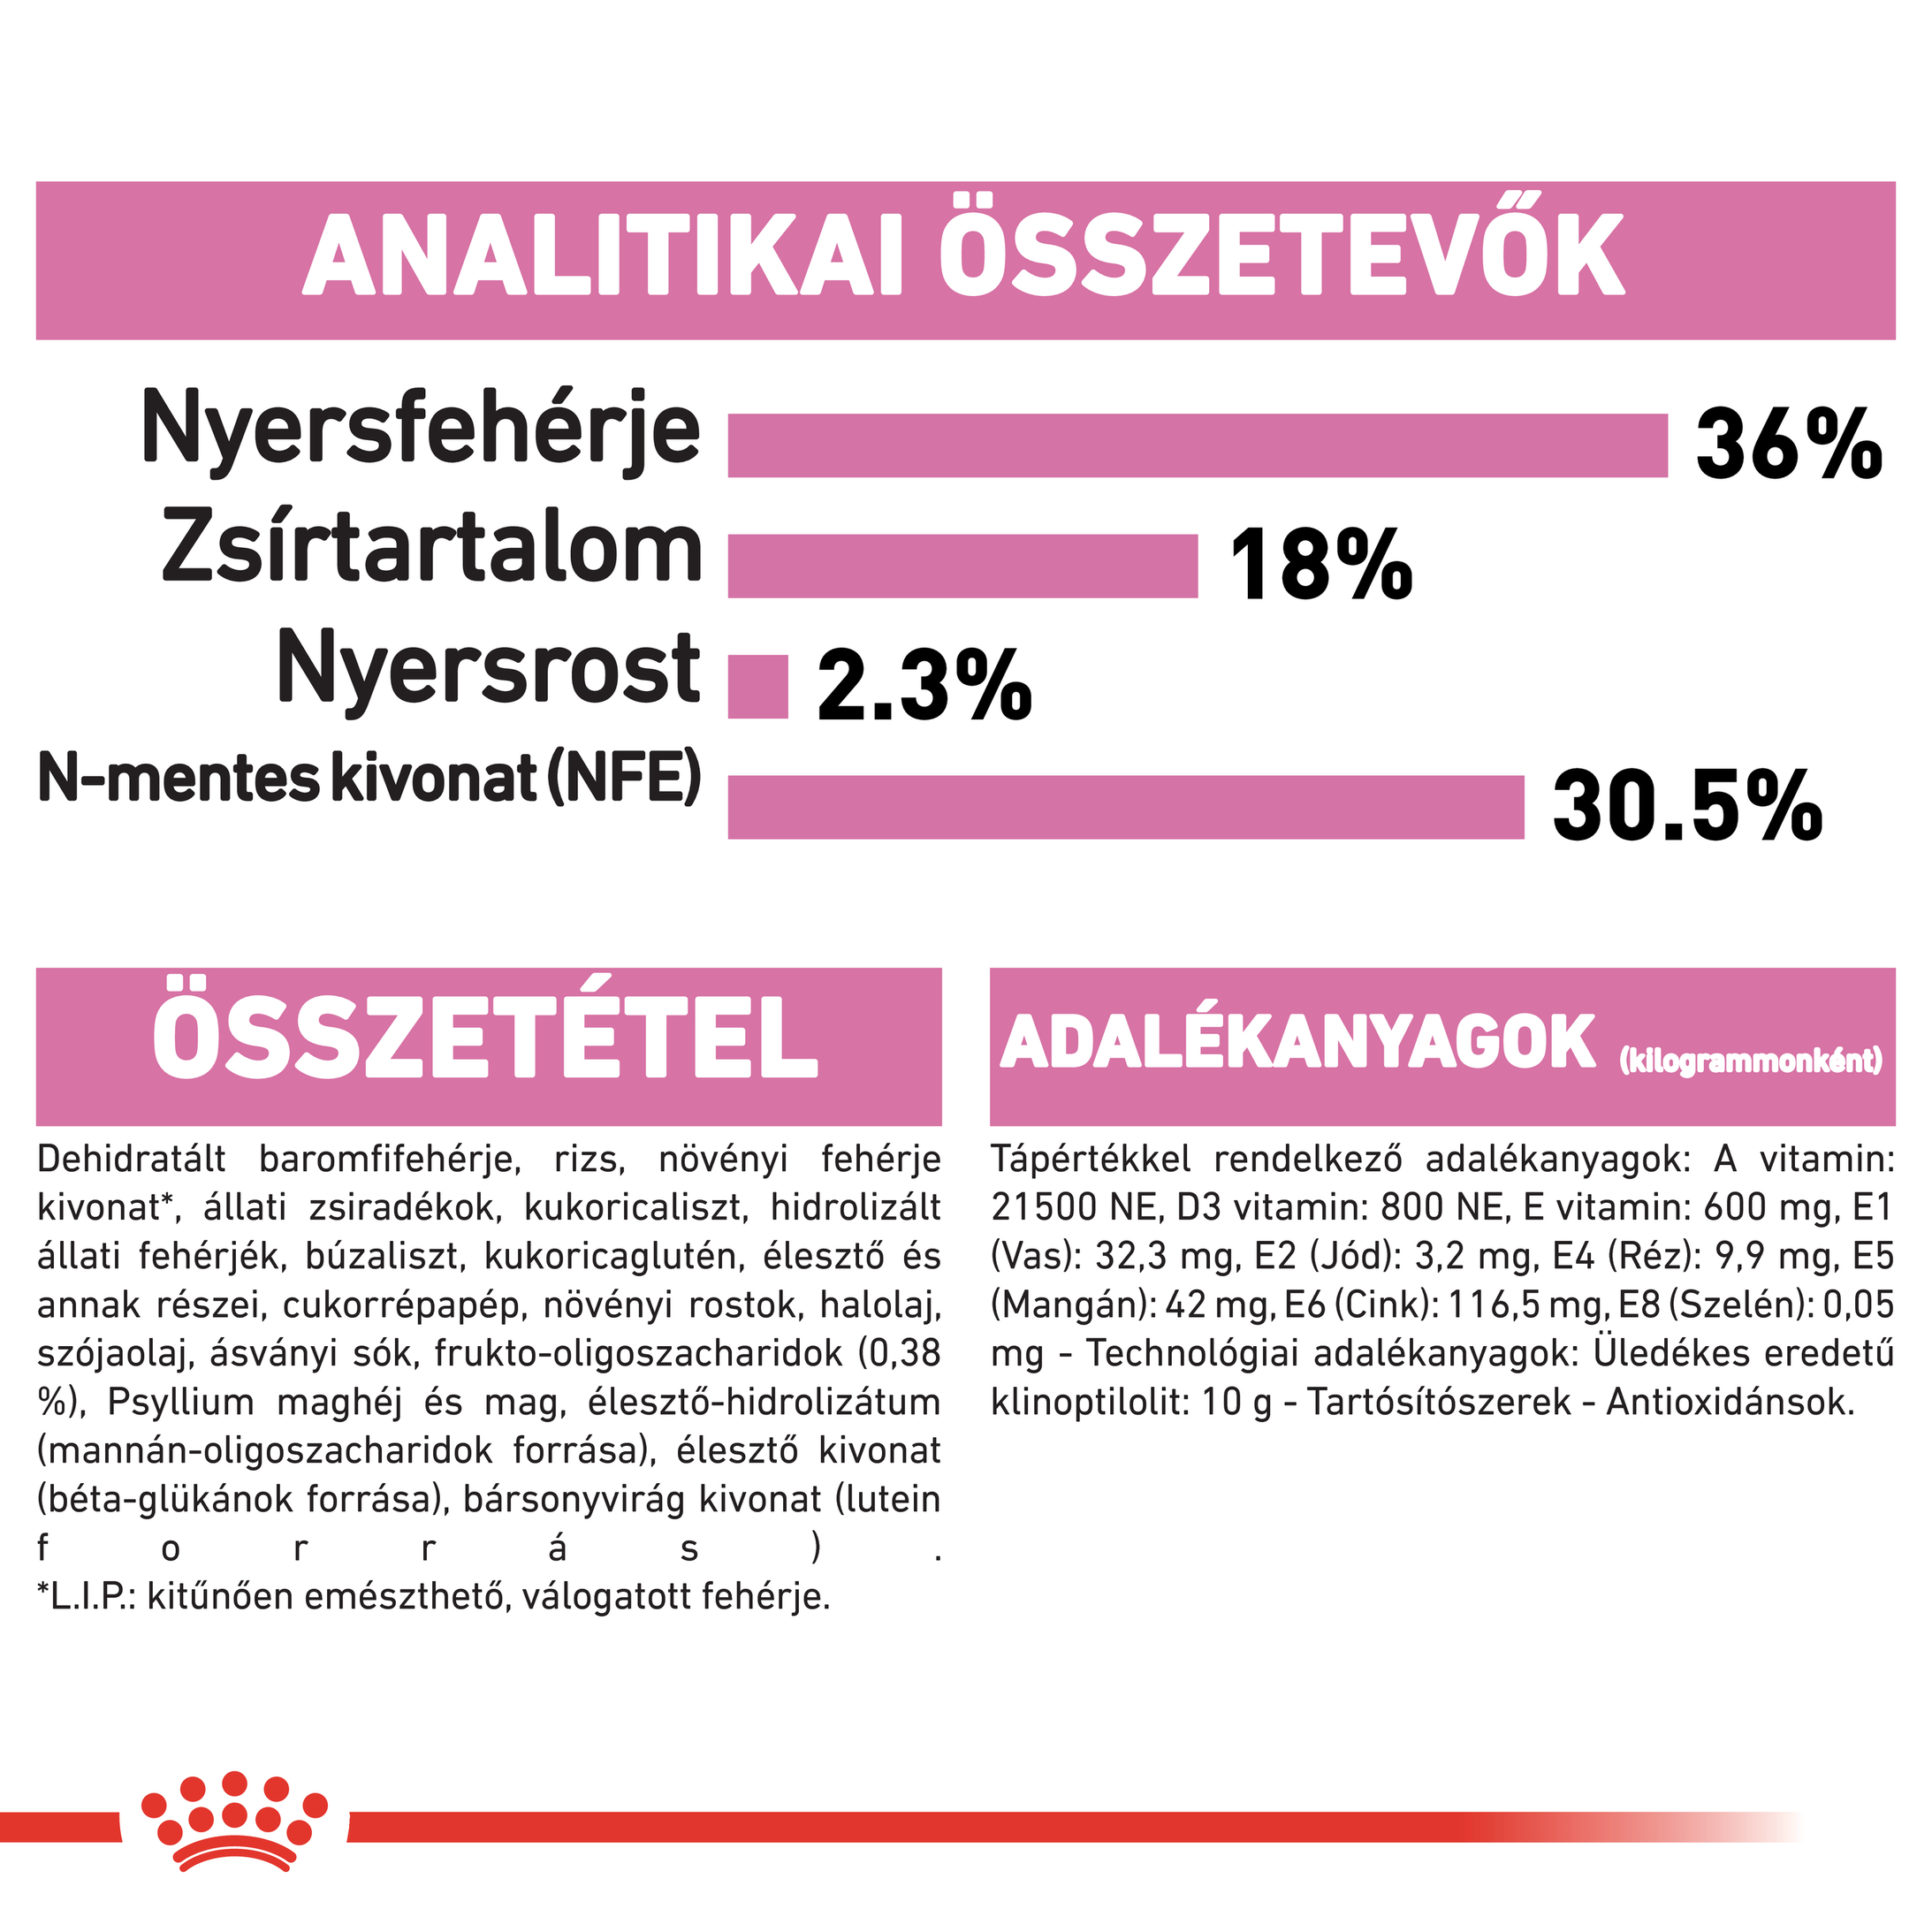 ANALITIKAI ÖSSZETEVŐK
Nyersfehérje 36%
Zsírtartalom 18%
Nyersrost 2.3%
N-mentes kivonat (NFE) 30.5%
ÖSSZETÉTEL
Dehidratált baromfifehérje, rizs, növényi fehérje
kivonat*, állati zsiradékok, kukoricaliszt, hidrolizált
állati fehérjék, búzaliszt, kukoricaglutén, élesztő és
annak részei, cukorrépapép, növényi rostok, halolaj,
szójaolaj, ásványi sók, frukto-oligoszacharidok (0,38
%), Psyllium maghéj és mag, élesztő-hidrolizátum
(mannán-oligoszacharidok forrása), élesztő kivonat
(béta-glükánok forrása), bársonyvirág kivonat (lutein
forrás).
*L.I.P.: kitűnően emészthető, válogatott fehérje.
ADALÉKANYAGOK (kilogrammonként)
Tápértékkel rendelkező adalékanyagok: A vitamin:
21500 NE, D3 vitamin: 800 NE, E vitamin: 600 mg, E1
(Vas): 32,3 mg, E2 (Jód): 3,2 mg, E4 (Réz): 9,9 mg, E5
(Mangán): 42 mg, E6 (Cink): 116,5 mg, E8 (Szelén): 0,05
mg - Technológiai adalékanyagok: Üledékes eredetű
klinoptilolit: 10 g - Tartósítószerek - Antioxidánsok.